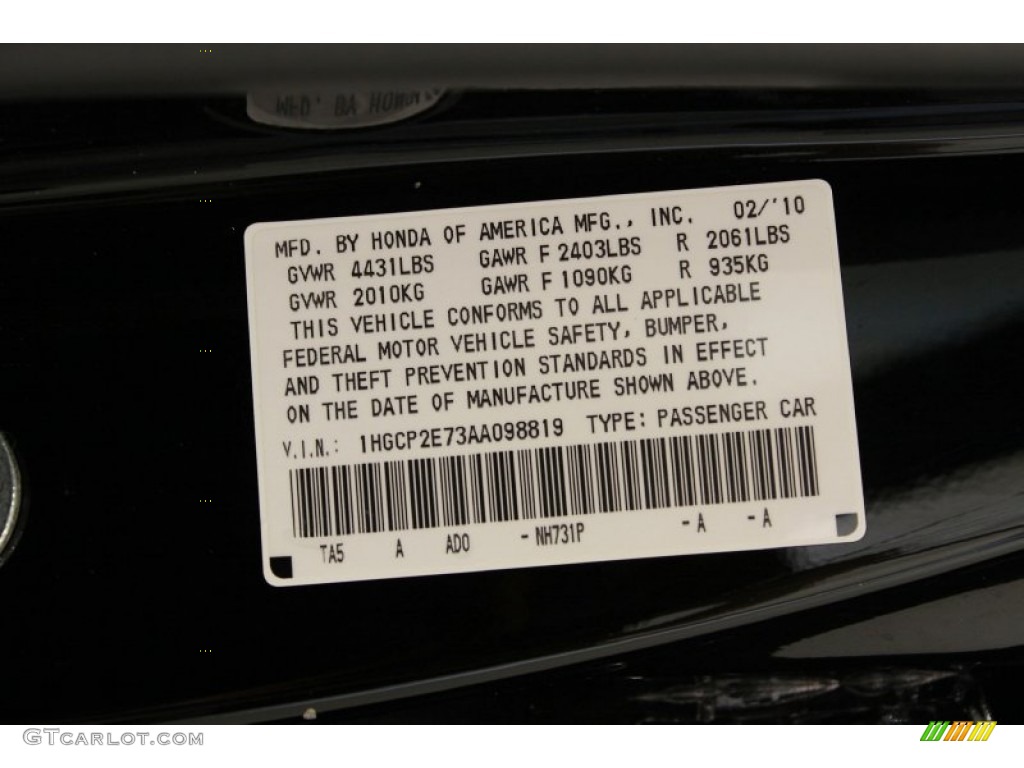 MFD. BY HONDA OF AMERICA MFG., INC. 02/'10
GVWR 4431LBS GAWR F 2403LBS R 2061LBS
GVWR 2010KG GAWR F 1090KG R 935KG
THIS VEHICLE CONFORMS TO ALL APPLICABLE
FEDERAL MOTOR VEHICLE SAFETY, BUMPER,
AND THEFT PREVENTION STANDARDS IN EFFECT
ON THE DATE OF MANUFACTURE SHOWN ABOVE.
V.I.N.: 1HGCP2E73AA098819 TYPE: PASSENGER CAR
TA5 A AD0 -NH731P -A -A
GTCARLOT.COM